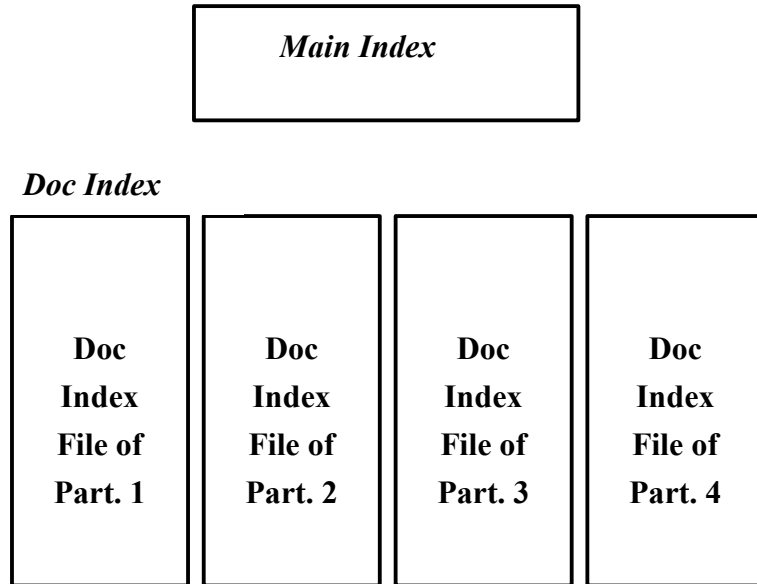 Main Index
Doc Index
Doc
Index
File of
Part. 1
Doc
Index
File of
Part. 2
Doc
Index
File of
Part. 3
Doc
Index
File of
Part. 4